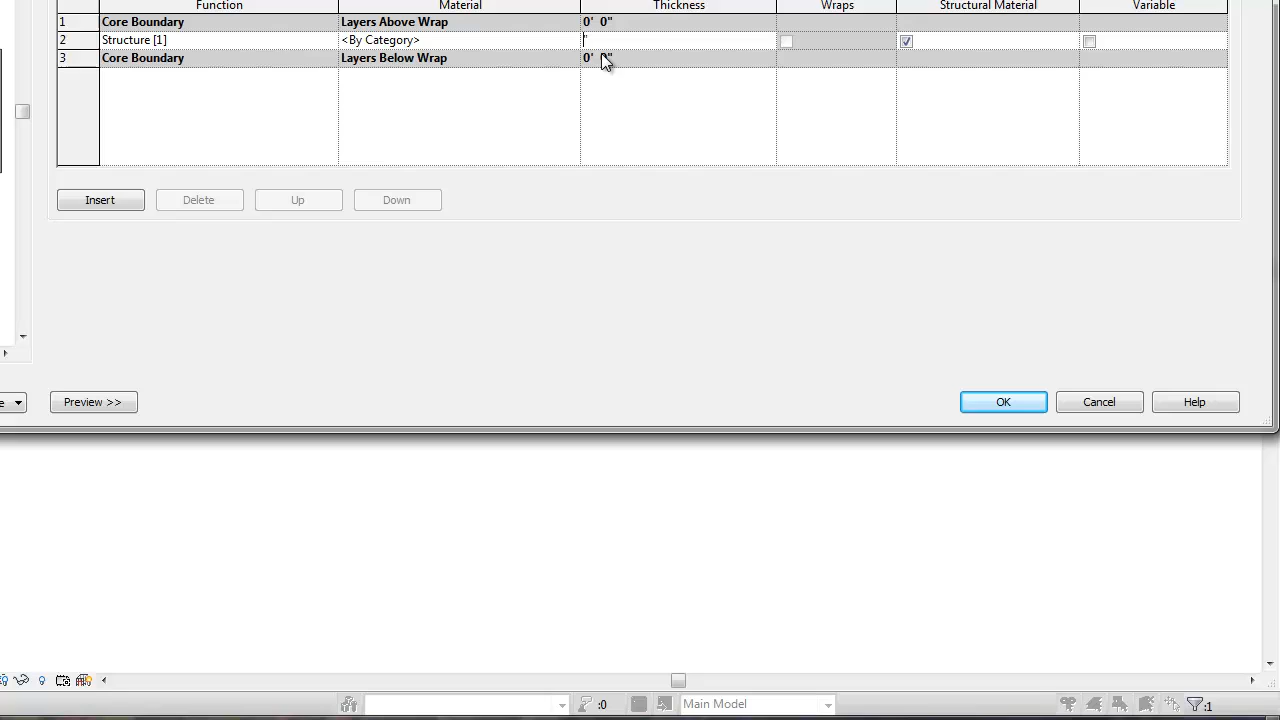 Function Material Thickness Wraps Structural Material Variable
1 Core Boundary Layers Above Wrap 0' 0"
2 Structure [1] <By Category> "
3 Core Boundary Layers Below Wrap 0' 0"
Insert Delete Up Down
e Preview >> OK Cancel Help
:0 Main Model :1